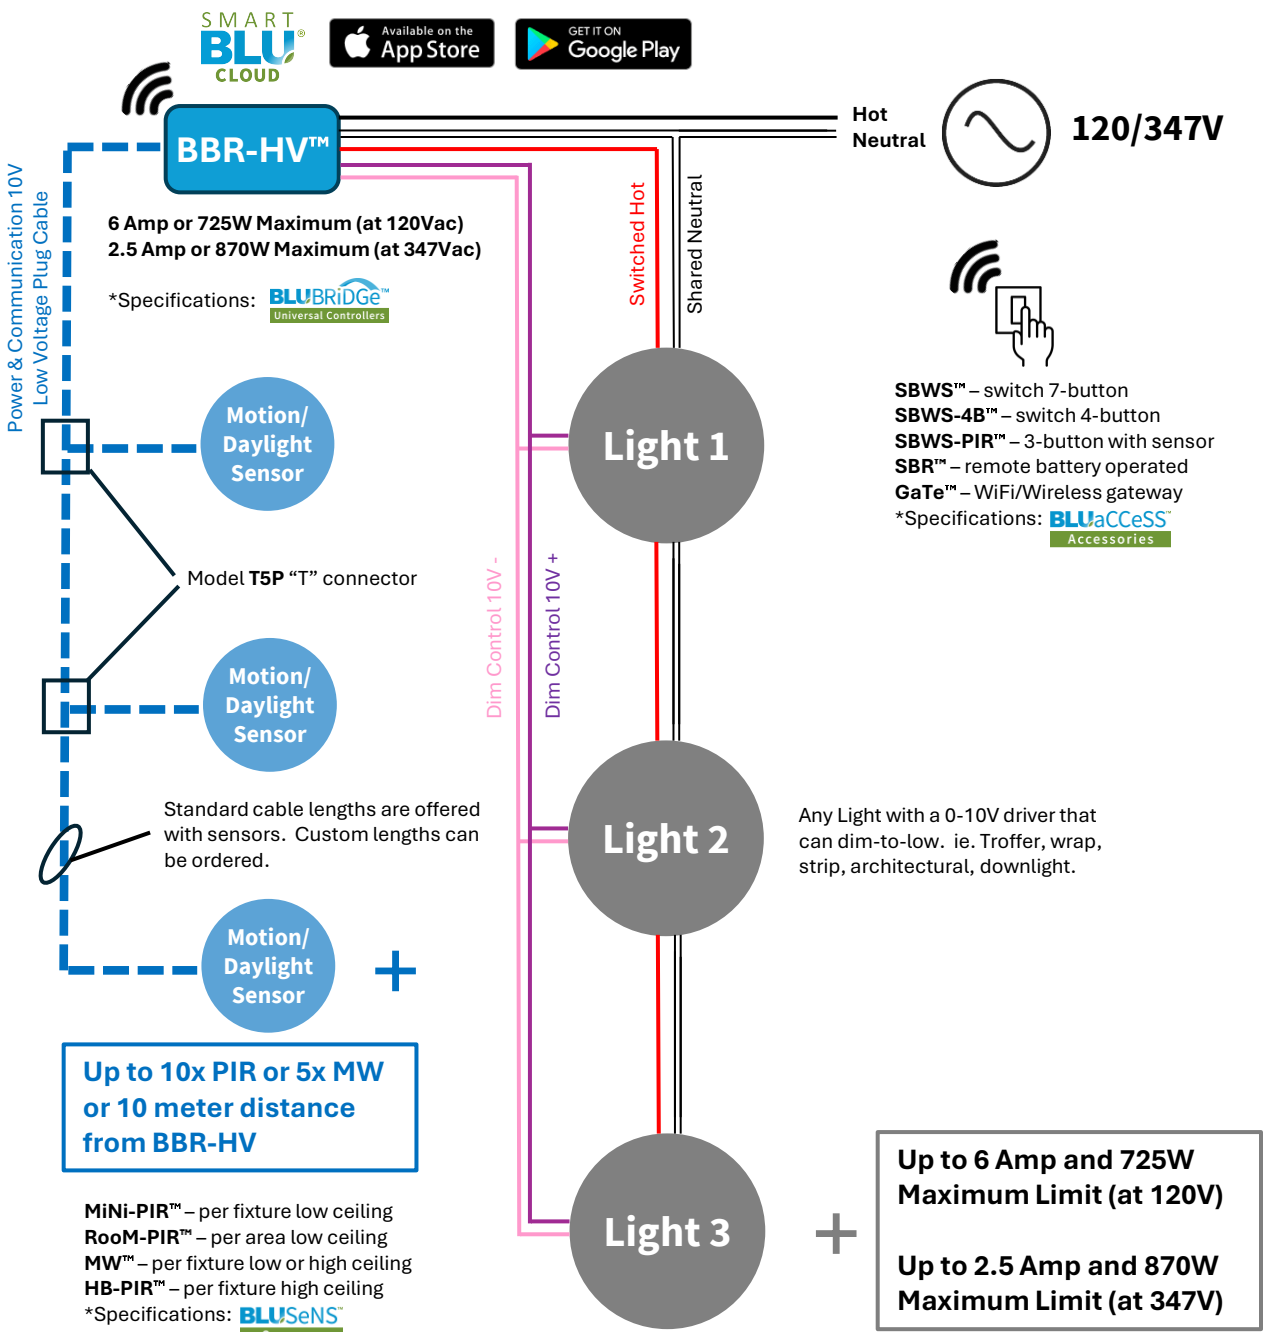 SMART
BLU®
CLOUD
Available on the
App Store
GET IT ON
Google Play
BBR-HV™
Hot
Neutral
120/347V
Power & Communication 10V
Low Voltage Plug Cable
6 Amp or 725W Maximum (at 120Vac)
2.5 Amp or 870W Maximum (at 347Vac)
*Specifications: BLUBRiDGe™
Universal Controllers
Switched Hot
Shared Neutral
Motion/
Daylight
Sensor
Light 1
SBWS™ – switch 7-button
SBWS-4B™ – switch 4-button
SBWS-PIR™ – 3-button with sensor
SBR™ – remote battery operated
GaTe™ – WiFi/Wireless gateway
*Specifications: BLUaCCeSS™
Accessories
Model T5P “T” connector
Dim Control 10V -
Dim Control 10V +
Motion/
Daylight
Sensor
Standard cable lengths are offered
with sensors. Custom lengths can
be ordered.
Light 2
Any Light with a 0-10V driver that
can dim-to-low. ie. Troffer, wrap,
strip, architectural, downlight.
Motion/
Daylight
Sensor
+
Up to 10x PIR or 5x MW
or 10 meter distance
from BBR-HV
MiNi-PIR™ – per fixture low ceiling
RooM-PIR™ – per area low ceiling
MW™ – per fixture low or high ceiling
HB-PIR™ – per fixture high ceiling
*Specifications: BLUSeNS™
Light 3
+
Up to 6 Amp and 725W
Maximum Limit (at 120V)
Up to 2.5 Amp and 870W
Maximum Limit (at 347V)